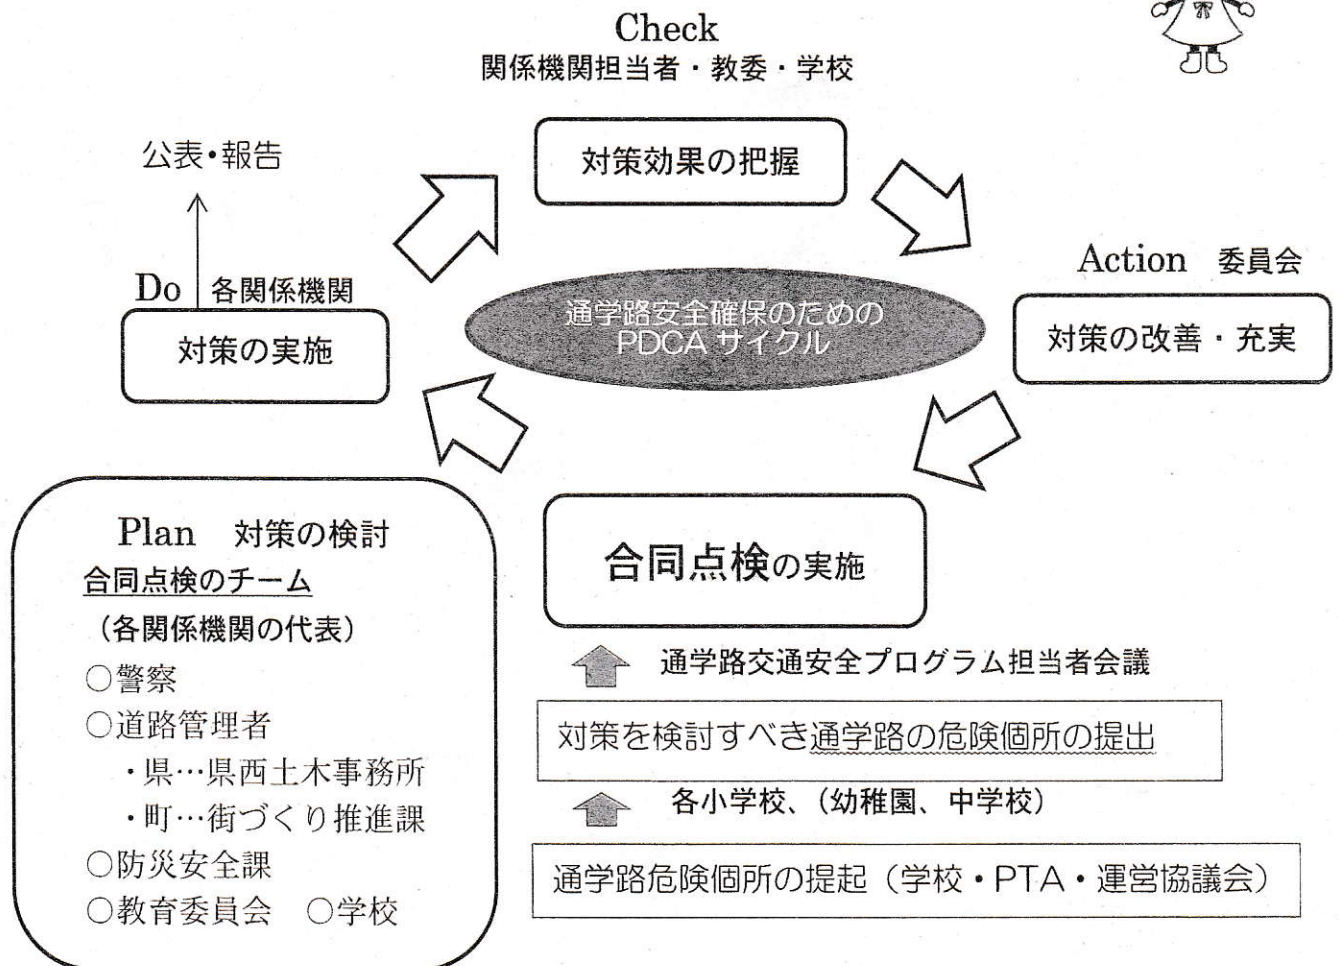 Check
関係機関担当者・教委・学校
対策効果の把握
公表・報告
Do 各関係機関
対策の実施
通学路安全確保のための
PDCA サイクル
Action 委員会
対策の改善・充実
Plan 対策の検討
合同点検のチーム
（各関係機関の代表）
○警察
○道路管理者
・県…県西土木事務所
・町…街づくり推進課
○防災安全課
○教育委員会 ○学校
合同点検の実施
通学路交通安全プログラム担当者会議
対策を検討すべき通学路の危険個所の提出
各小学校、（幼稚園、中学校）
通学路危険個所の提起（学校・PTA・運営協議会）